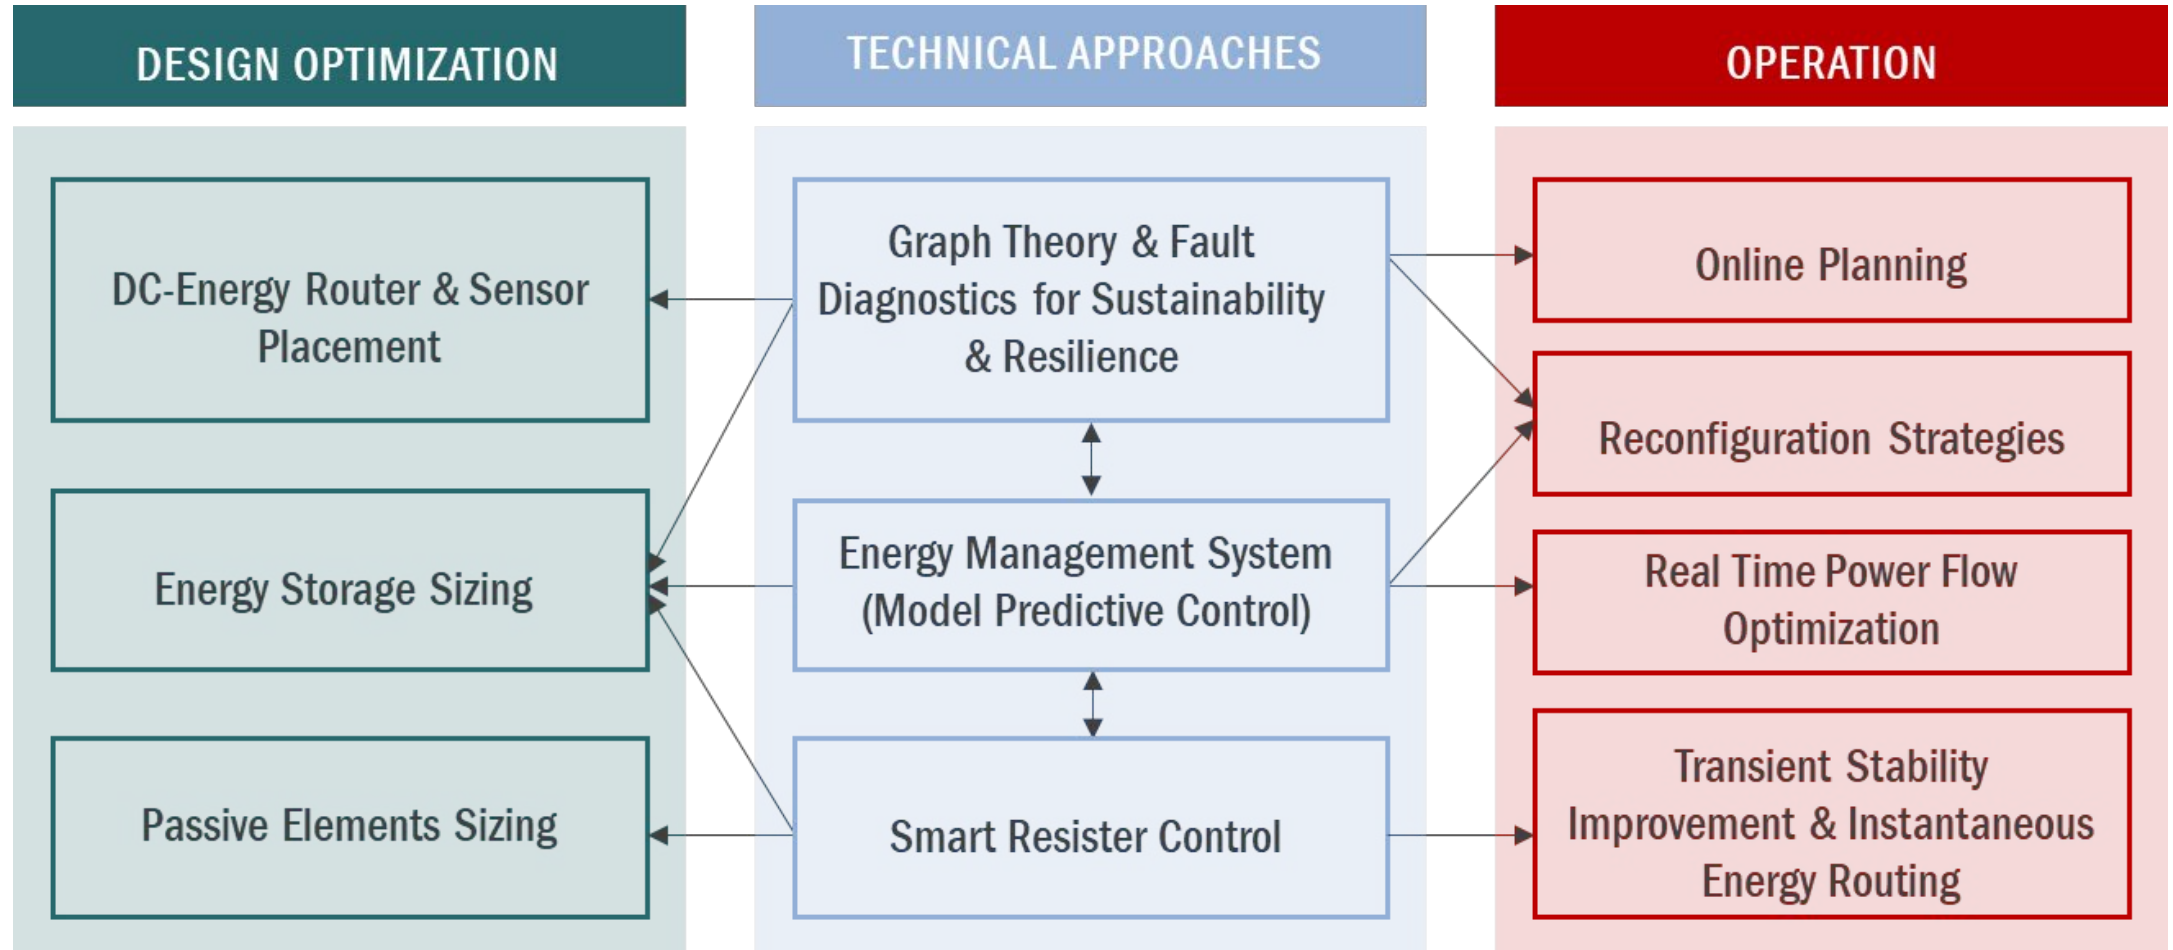 DESIGN OPTIMIZATION
TECHNICAL APPROACHES
OPERATION
DC-Energy Router & Sensor
Placement
Energy Storage Sizing
Passive Elements Sizing
Graph Theory & Fault
Diagnostics for Sustainability
& Resilience
Energy Management System
(Model Predictive Control)
Smart Resister Control
Online Planning
Reconfiguration Strategies
Real Time Power Flow
Optimization
Transient Stability
Improvement & Instantaneous
Energy Routing